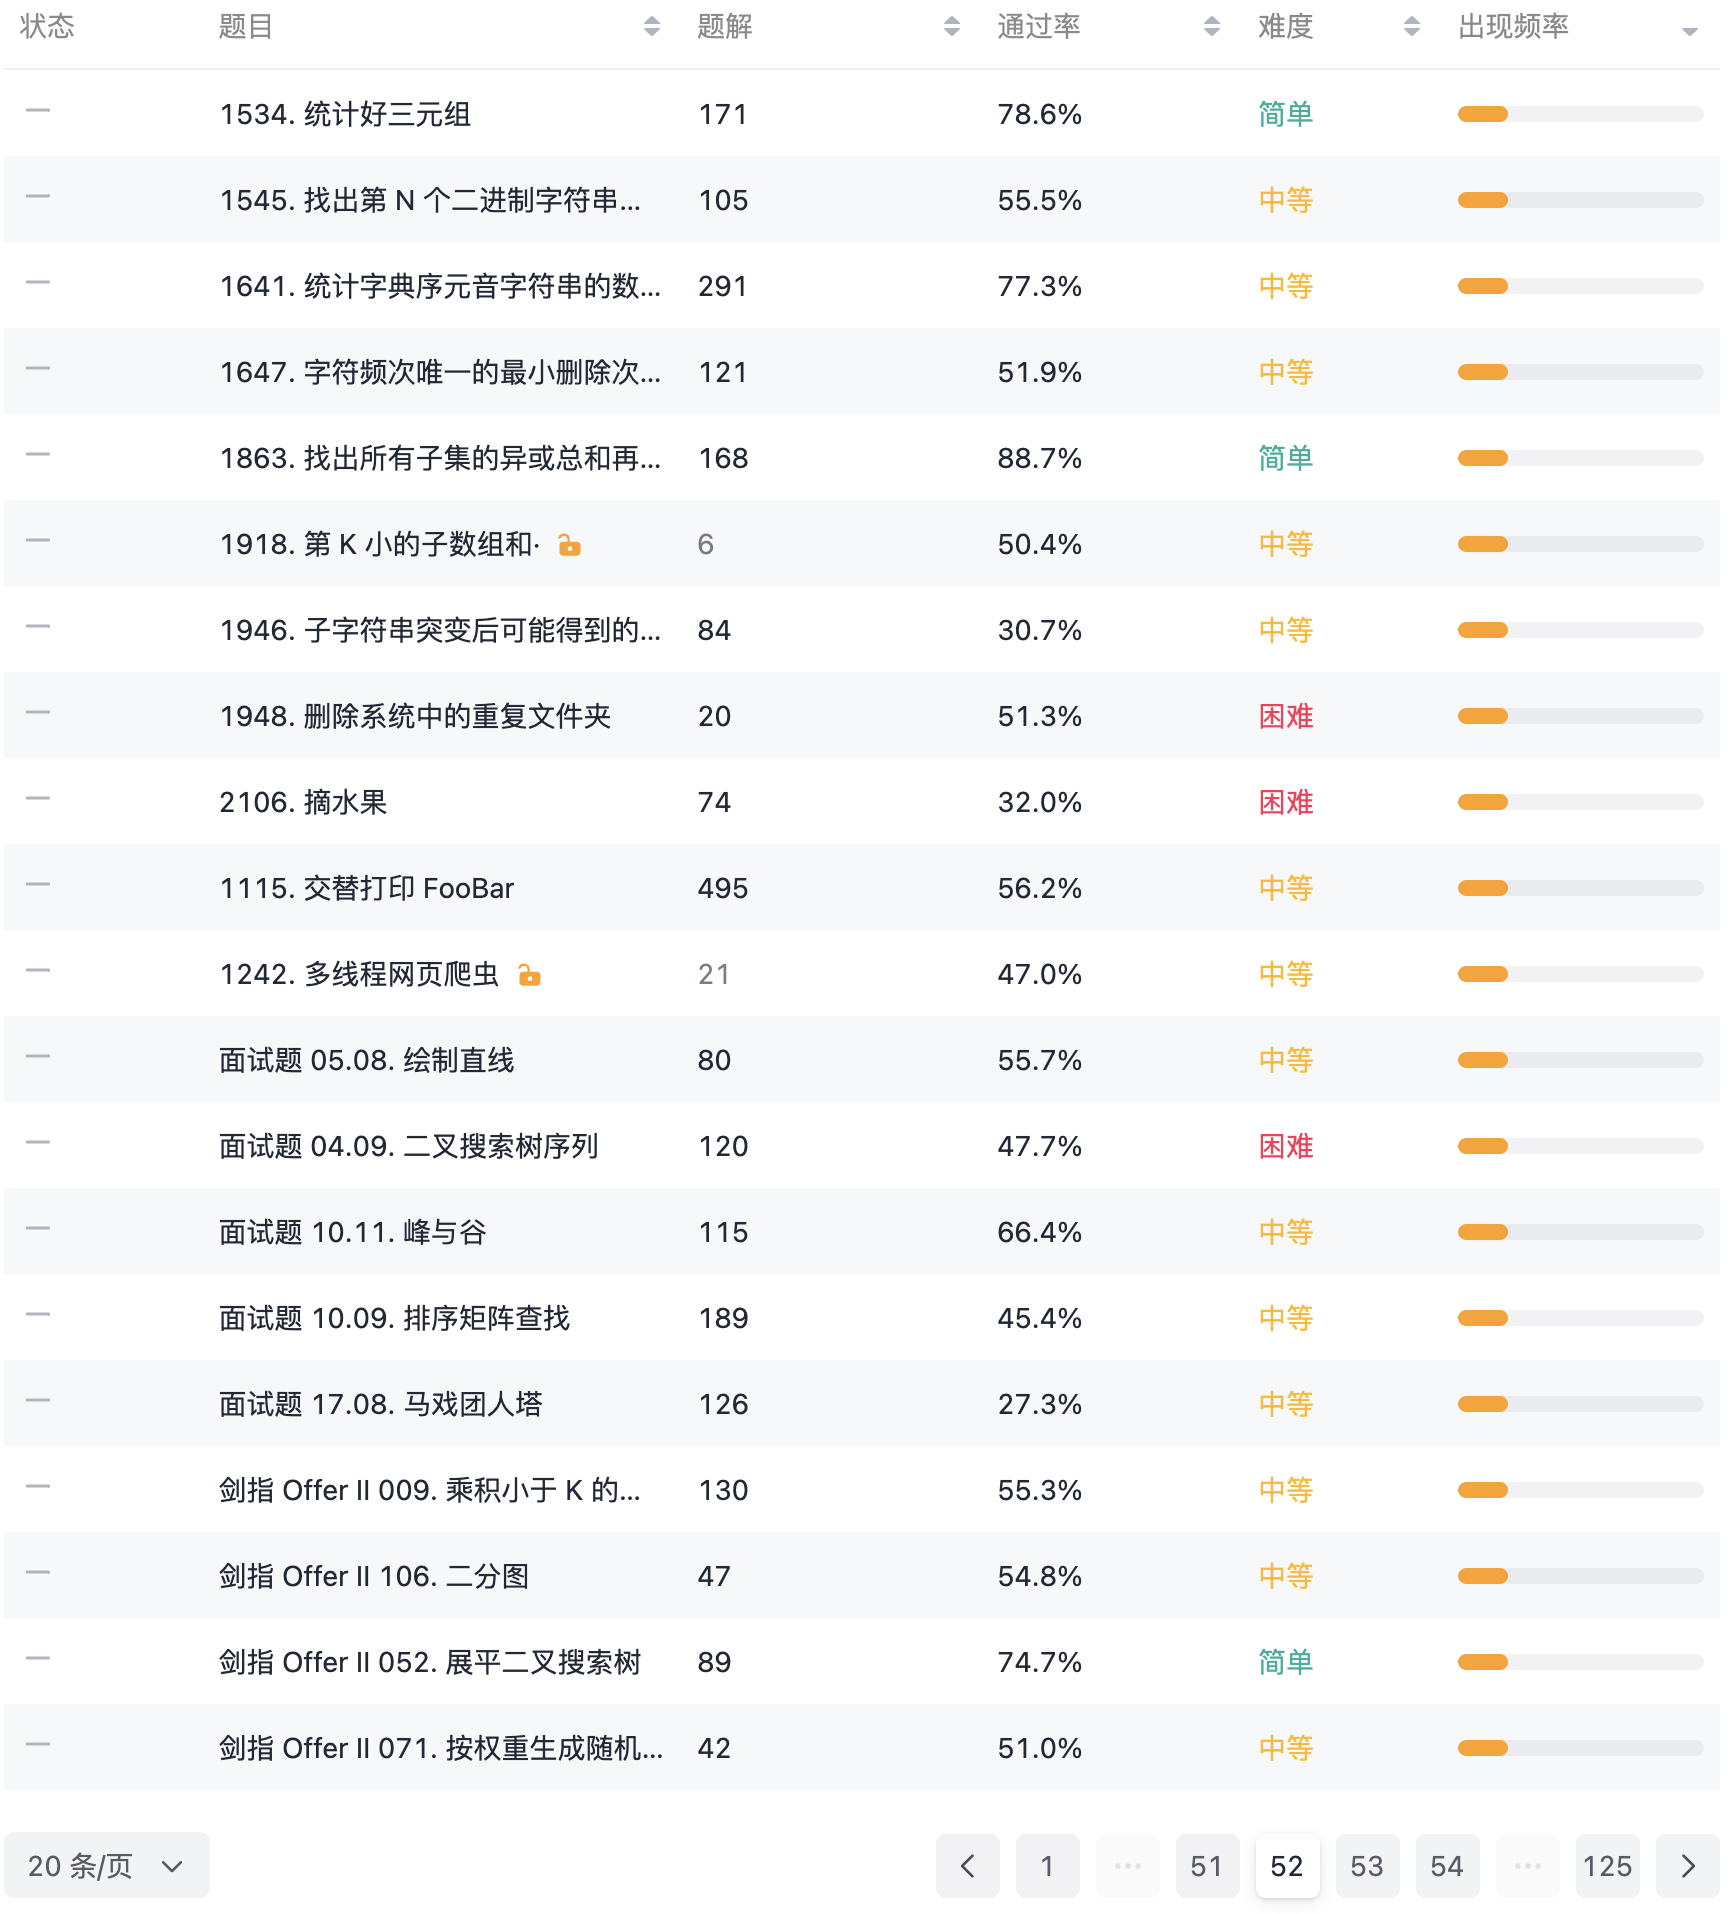 状态 题目 题解 通过率 难度 出现频率
1534. 统计好三元组 171 78.6% 简单
1545. 找出第 N 个二进制字符串... 105 55.5% 中等
1641. 统计字典序元音字符串的数... 291 77.3% 中等
1647. 字符频次唯一的最小删除次... 121 51.9% 中等
1863. 找出所有子集的异或总和再... 168 88.7% 简单
1918. 第 K 小的子数组和· 6 50.4% 中等
1946. 子字符串突变后可能得到的... 84 30.7% 中等
1948. 删除系统中的重复文件夹 20 51.3% 困难
2106. 摘水果 74 32.0% 困难
1115. 交替打印 FooBar 495 56.2% 中等
1242. 多线程网页爬虫 21 47.0% 中等
面试题 05.08. 绘制直线 80 55.7% 中等
面试题 04.09. 二叉搜索树序列 120 47.7% 困难
面试题 10.11. 峰与谷 115 66.4% 中等
面试题 10.09. 排序矩阵查找 189 45.4% 中等
面试题 17.08. 马戏团人塔 126 27.3% 中等
剑指 Offer II 009. 乘积小于 K 的... 130 55.3% 中等
剑指 Offer II 106. 二分图 47 54.8% 中等
剑指 Offer II 052. 展平二叉搜索树 89 74.7% 简单
剑指 Offer II 071. 按权重生成随机... 42 51.0% 中等
20 条/页 1 ... 51 52 53 54 ... 125